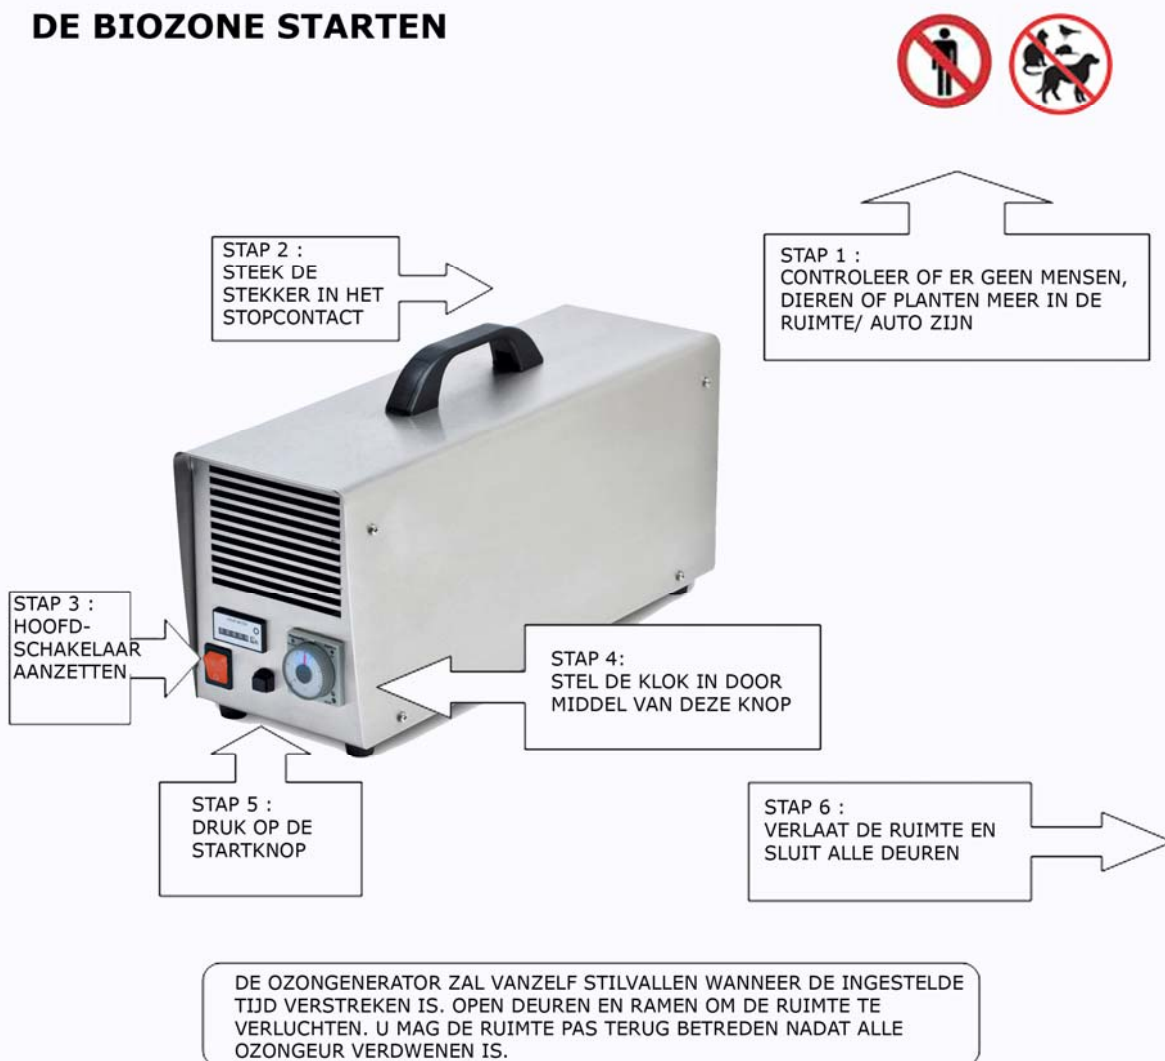 DE BIOZONE STARTEN
STAP 1 :
CONTROLEER OF ER GEEN MENSEN,
DIEREN OF PLANTEN MEER IN DE
RUIMTE/ AUTO ZIJN
STAP 2 :
STEEK DE
STEKKER IN HET
STOPCONTACT
STAP 3 :
HOOFD-
SCHAKELAAR
AANZETTEN
STAP 4:
STEL DE KLOK IN DOOR
MIDDEL VAN DEZE KNOP
STAP 5 :
DRUK OP DE
STARTKNOP
STAP 6 :
VERLAAT DE RUIMTE EN
SLUIT ALLE DEUREN
DE OZONGENERATOR ZAL VANZELF STILVALLEN WANNEER DE INGESTELDE
TIJD VERSTREKEN IS. OPEN DEUREN EN RAMEN OM DE RUIMTE TE
VERLUCHTEN. U MAG DE RUIMTE PAS TERUG BETREDEN NADAT ALLE
OZONGEUR VERDWENEN IS.